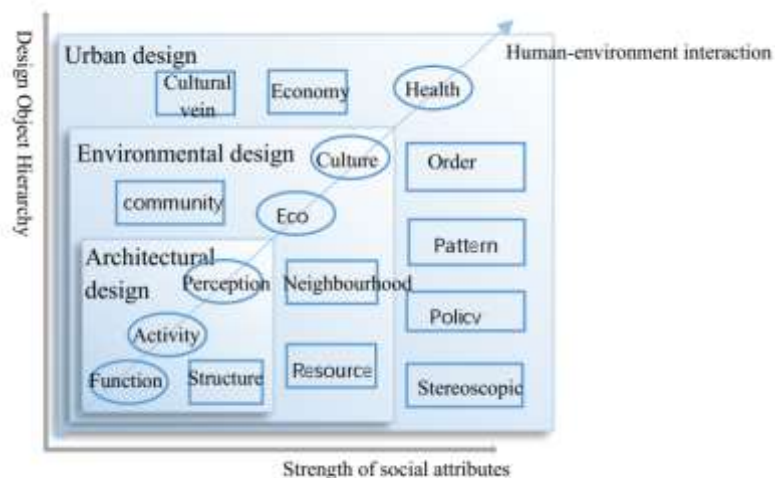 Design Object Hierarchy
Urban design
Human-environment interaction
Cultural
vein
Economy
Health
Environmental design
Culture
Order
community
Eco
Pattern
Architectural
design
Perception
Neighbourhood
Activity
Policy
Function
Structure
Resource
Stereoscopic
Strength of social attributes